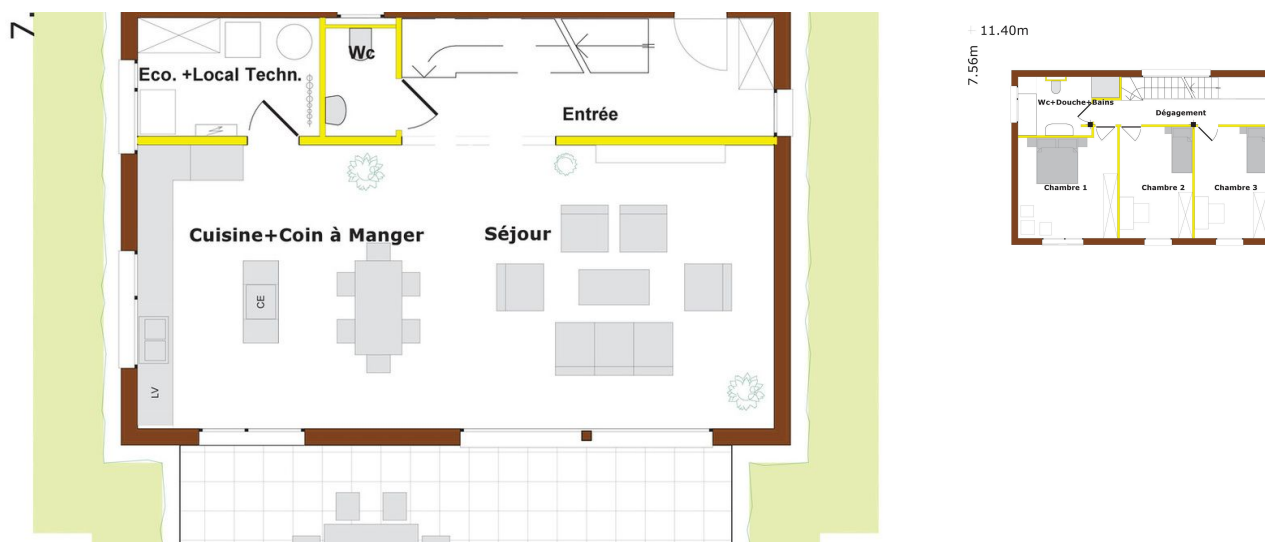 7.
Wc
Eco. +Local Techn.
Entrée
Cuisine+Coin à Manger
Séjour
CE
LV
11.40m
7.56m
Wc+Douche+Bains
Dégagement
Chambre 1
Chambre 2
Chambre 3